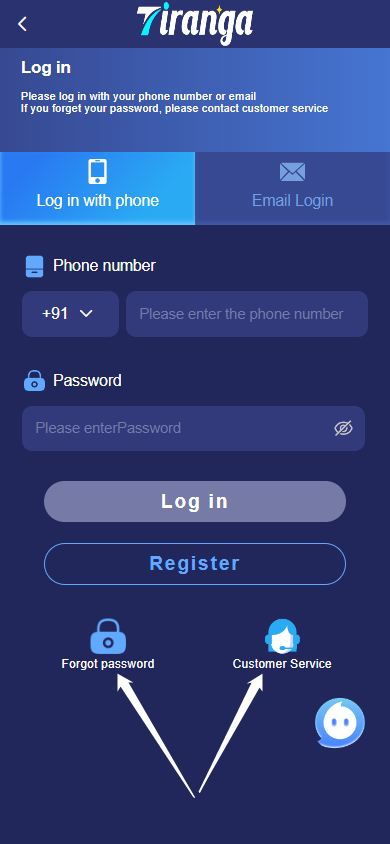 Tiranga
Log in
Please log in with your phone number or email
If you forget your password, please contact customer service
Log in with phone
Email Login
Phone number
+91
Please enter the phone number
Password
Please enterPassword
Log in
Register
Forgot password
Customer Service